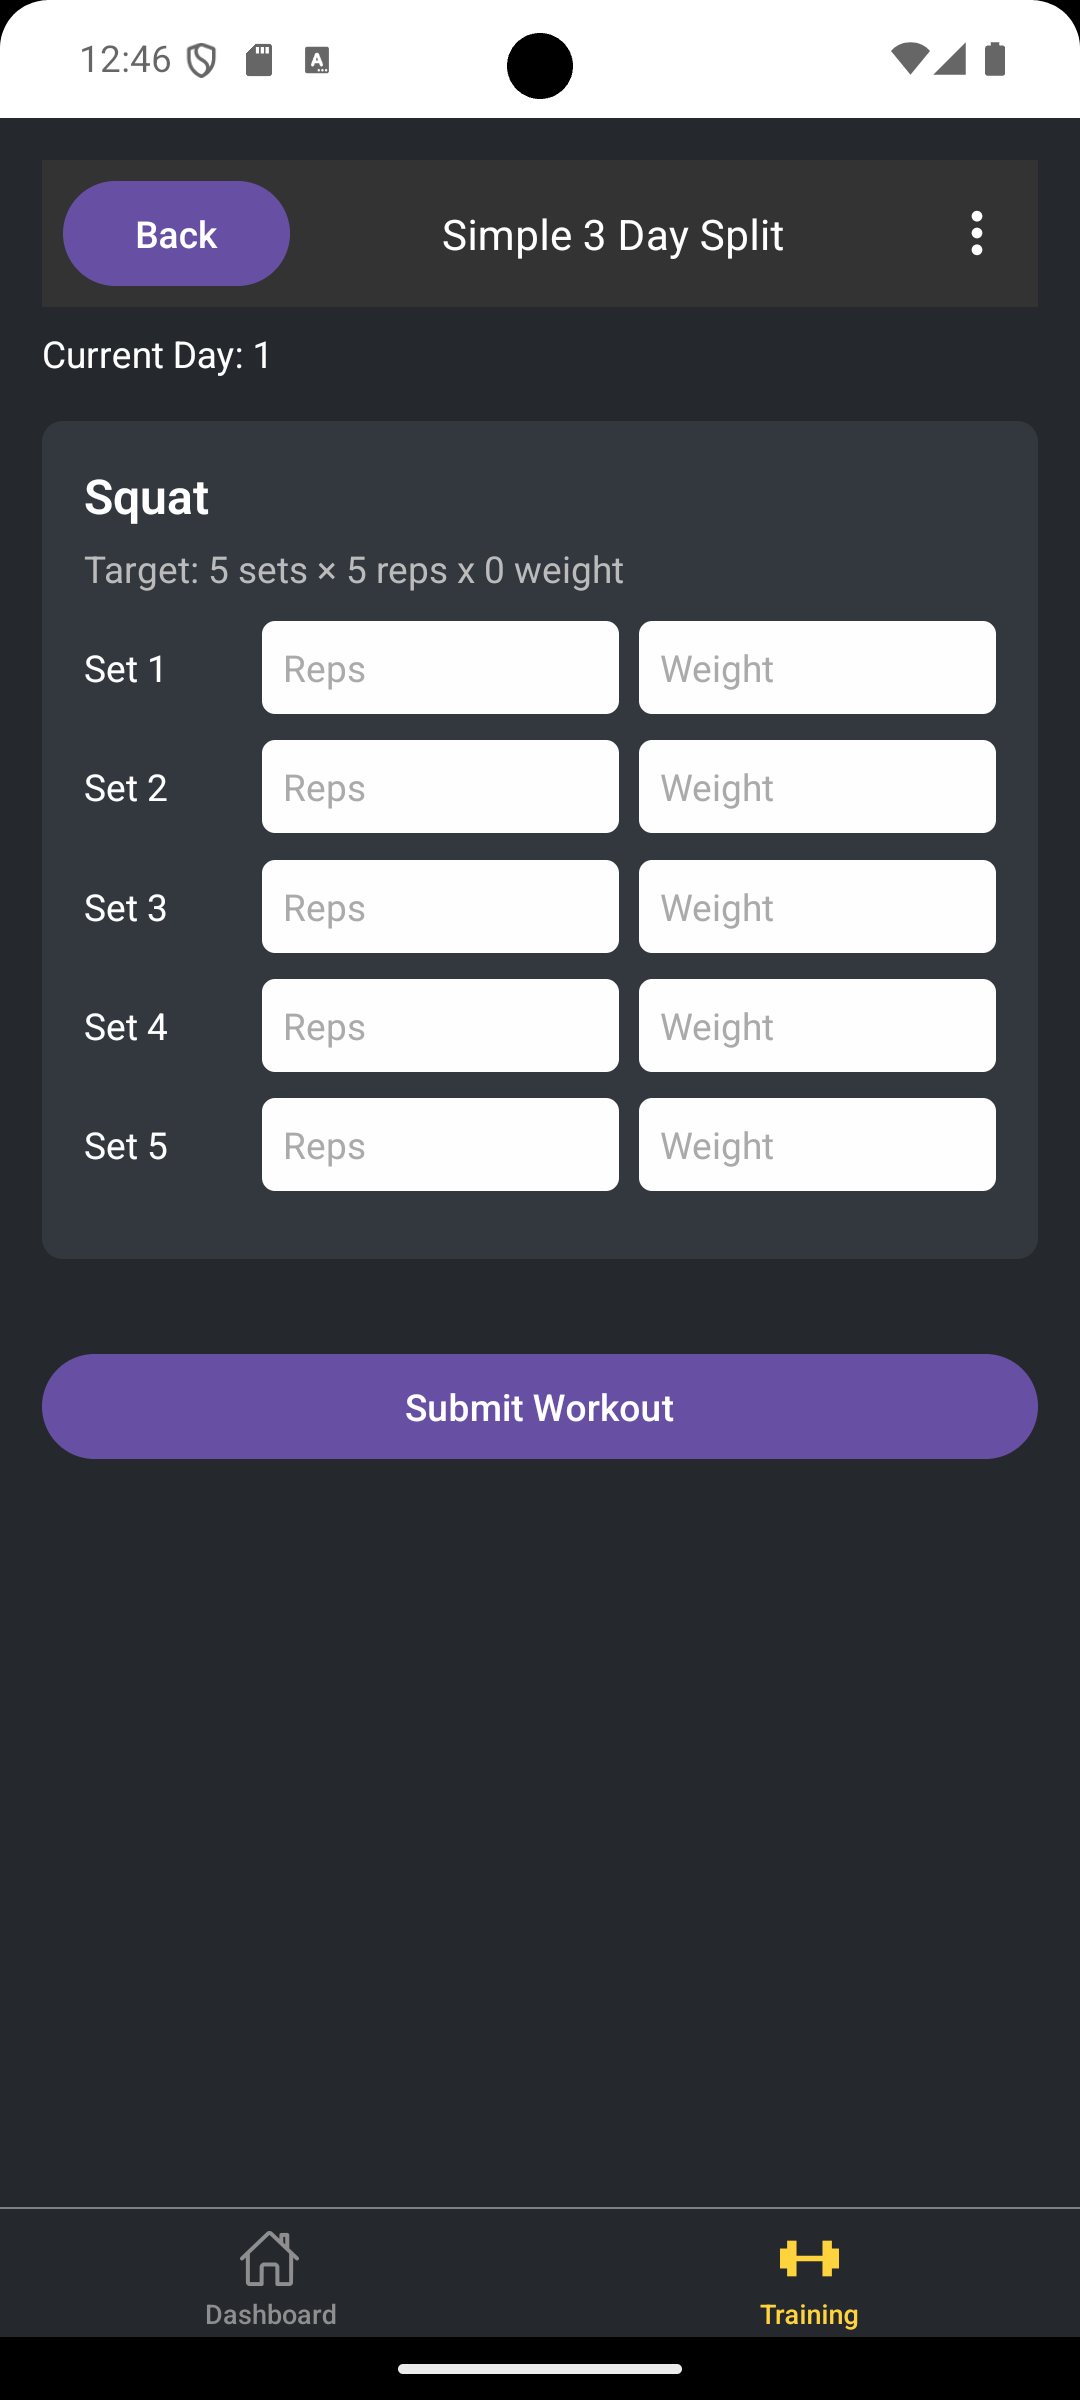 12:46
Back
Simple 3 Day Split
Current Day: 1
Squat
Target: 5 sets × 5 reps x 0 weight
Set 1 Reps Weight
Set 2 Reps Weight
Set 3 Reps Weight
Set 4 Reps Weight
Set 5 Reps Weight
Submit Workout
Dashboard Training